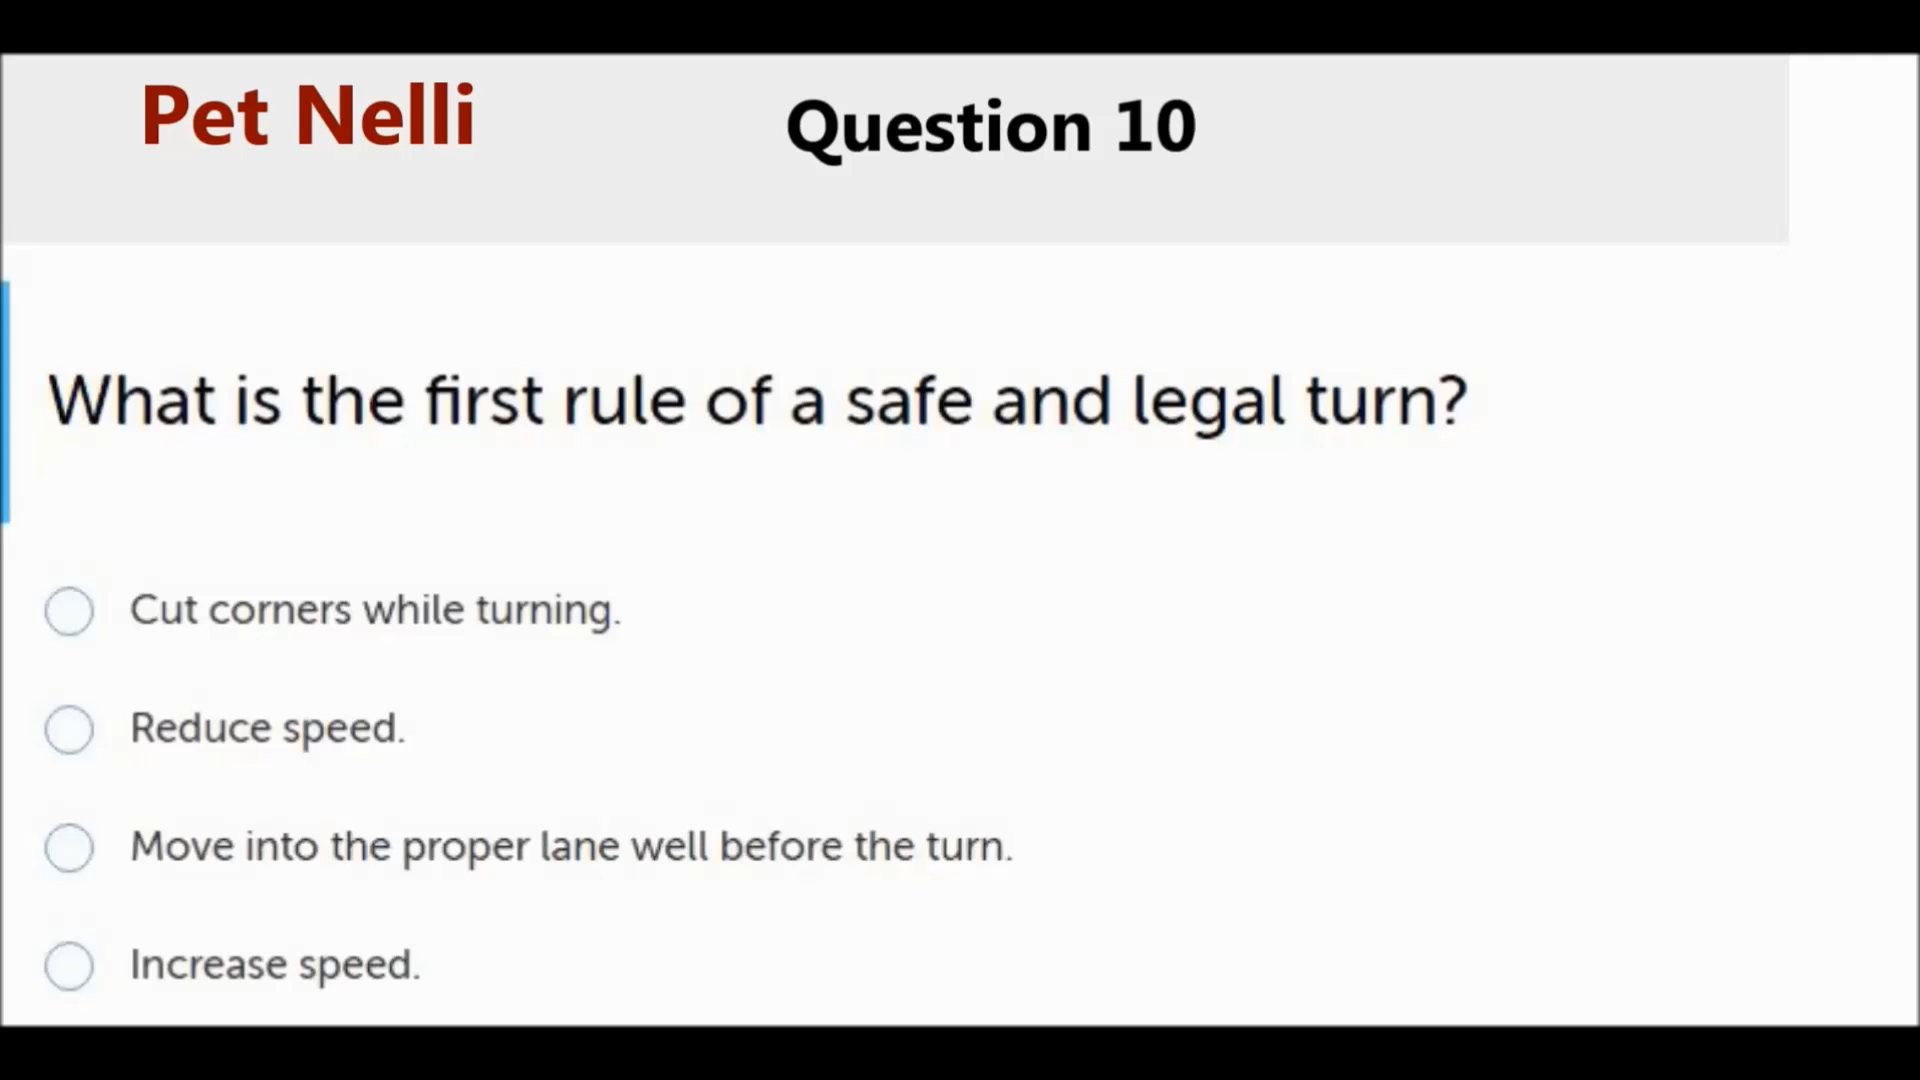 Pet Nelli
Question 10
What is the first rule of a safe and legal turn?
Cut corners while turning.
Reduce speed.
Move into the proper lane well before the turn.
Increase speed.